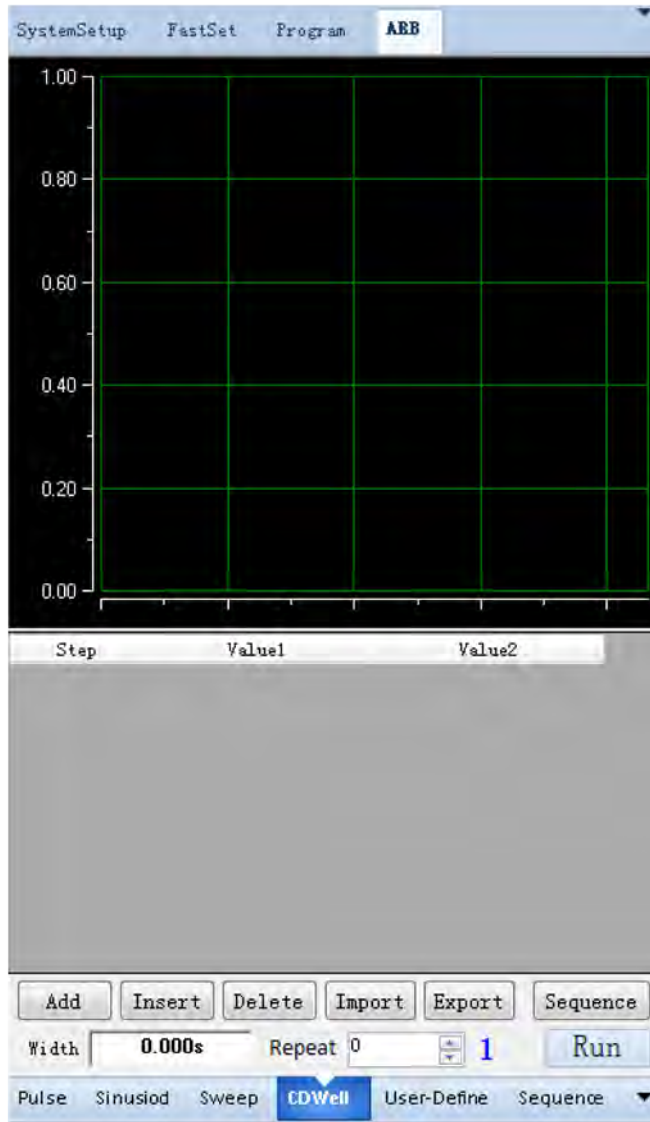 SystemSetup FastSet Program ARB
1.00
0.80
0.60
0.40
0.20
0.00
Step Value1 Value2
Add Insert Delete Import Export Sequence
Width 0.000s Repeat 0 1 Run
Pulse Sinusiod Sweep CDWell User-Define Sequence